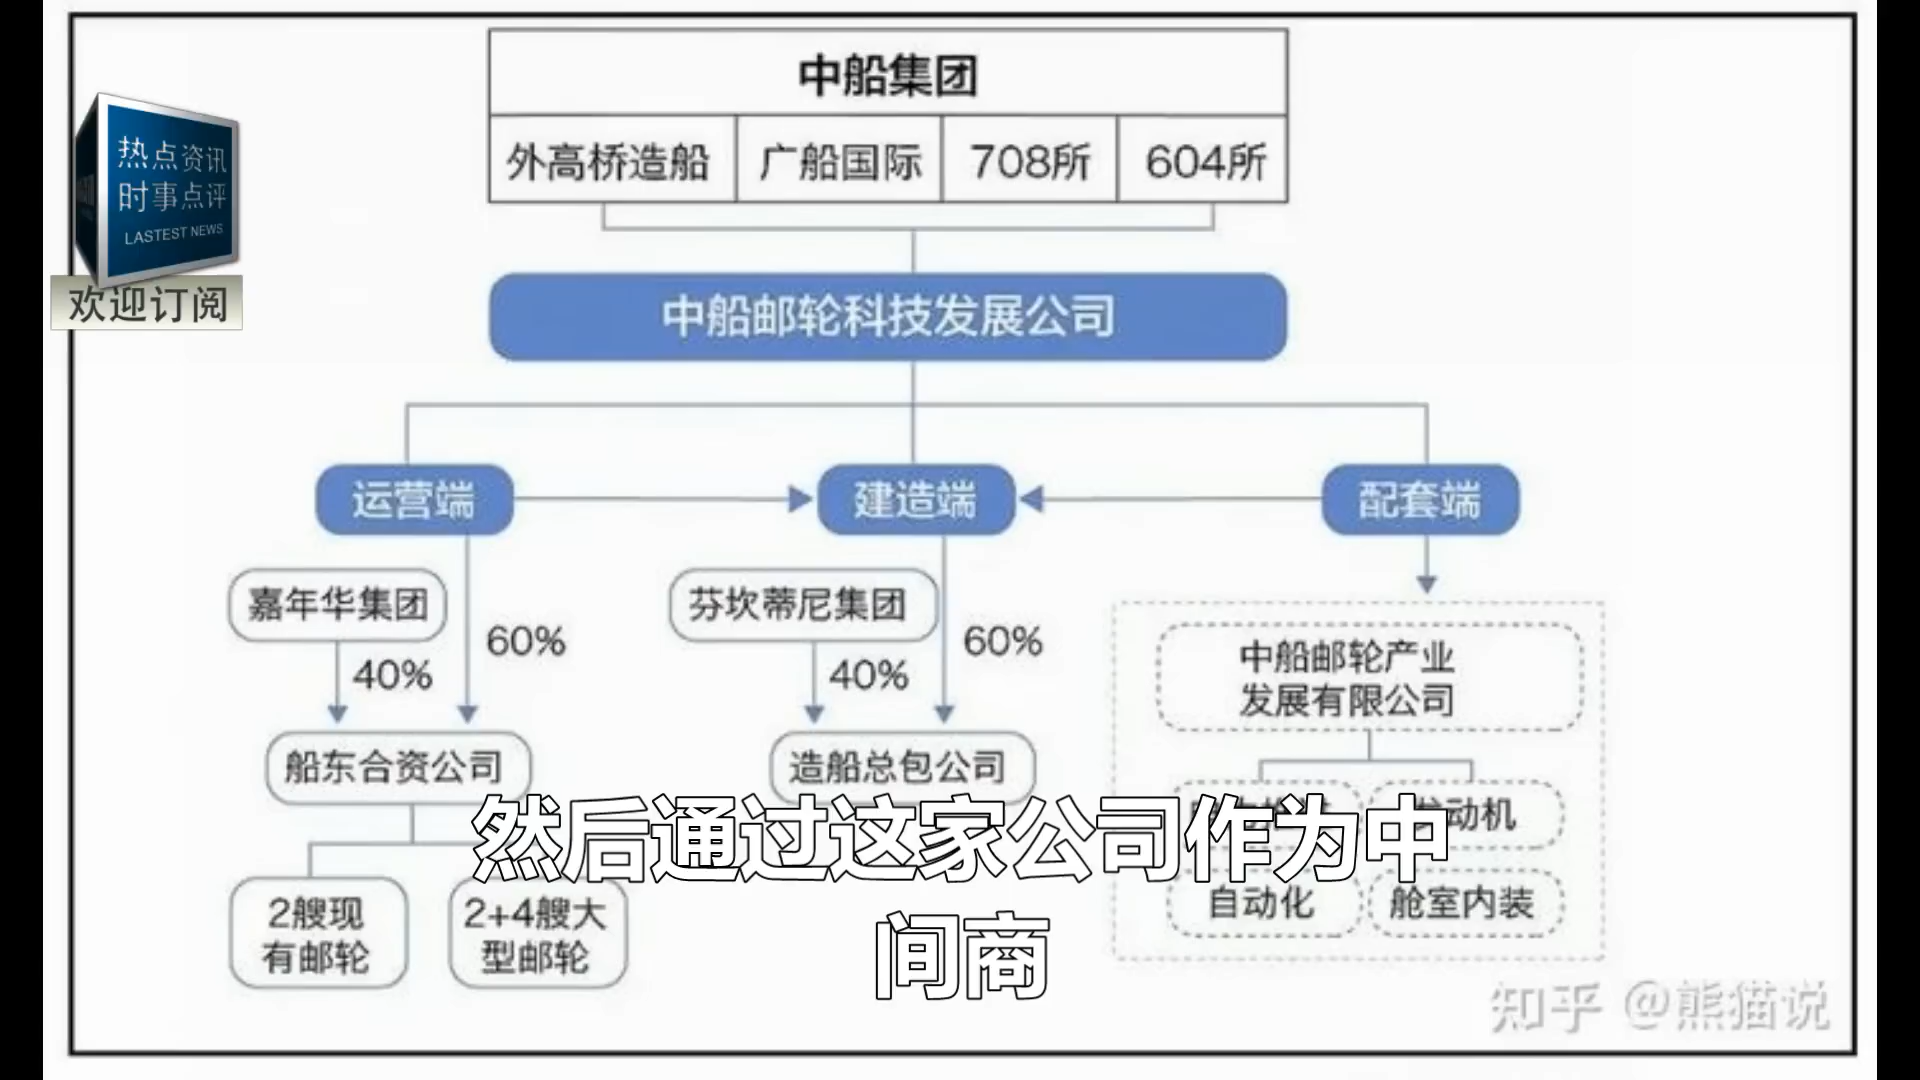 中船集团
外高桥造船 广船国际 708所 604所
热点资讯
时事点评
LASTEST NEWS
欢迎订阅
中船邮轮科技发展公司
运营端 建造端 配套端
嘉年华集团 芬坎蒂尼集团
60% 60%
40% 40%
中船邮轮产业
发展有限公司
船东合资公司 造船总包公司
动机
然后通过这家公司作为中
间商
自动化 舱室内装
2艘现
有邮轮
2+4艘大
型邮轮
知乎 @熊猫说